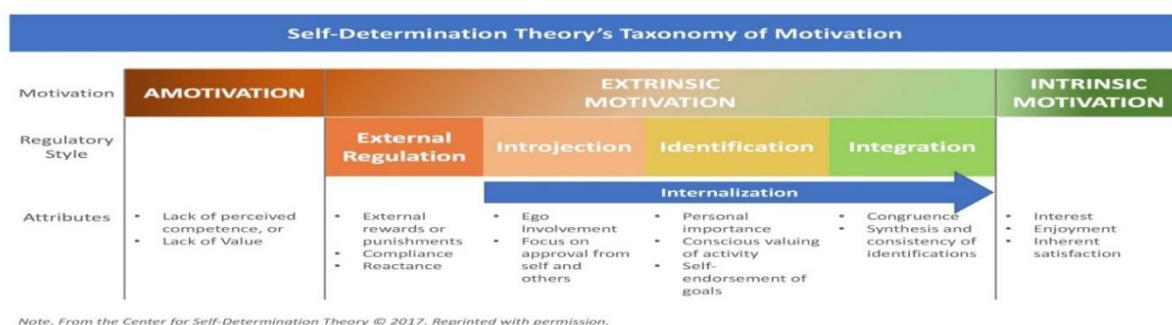 Self-Determination Theory's Taxonomy of Motivation
Motivation
AMOTIVATION
EXTRINSIC
MOTIVATION
INTRINSIC
MOTIVATION
Regulatory
Style
External
Regulation
Introjection
Identification
Integration
Internalization
Attributes
• Lack of perceived
competence, or
• Lack of Value
• External
rewards or
punishments
• Compliance
• Reactance
• Ego
Involvement
• Focus on
approval from
self and
others
• Personal
importance
• Conscious valuing
of activity
• Self-
endorsement of
goals
• Congruence
• Synthesis and
consistency of
identifications
• Interest
• Enjoyment
• Inherent
satisfaction
Note. From the Center for Self-Determination Theory © 2017. Reprinted with permission.